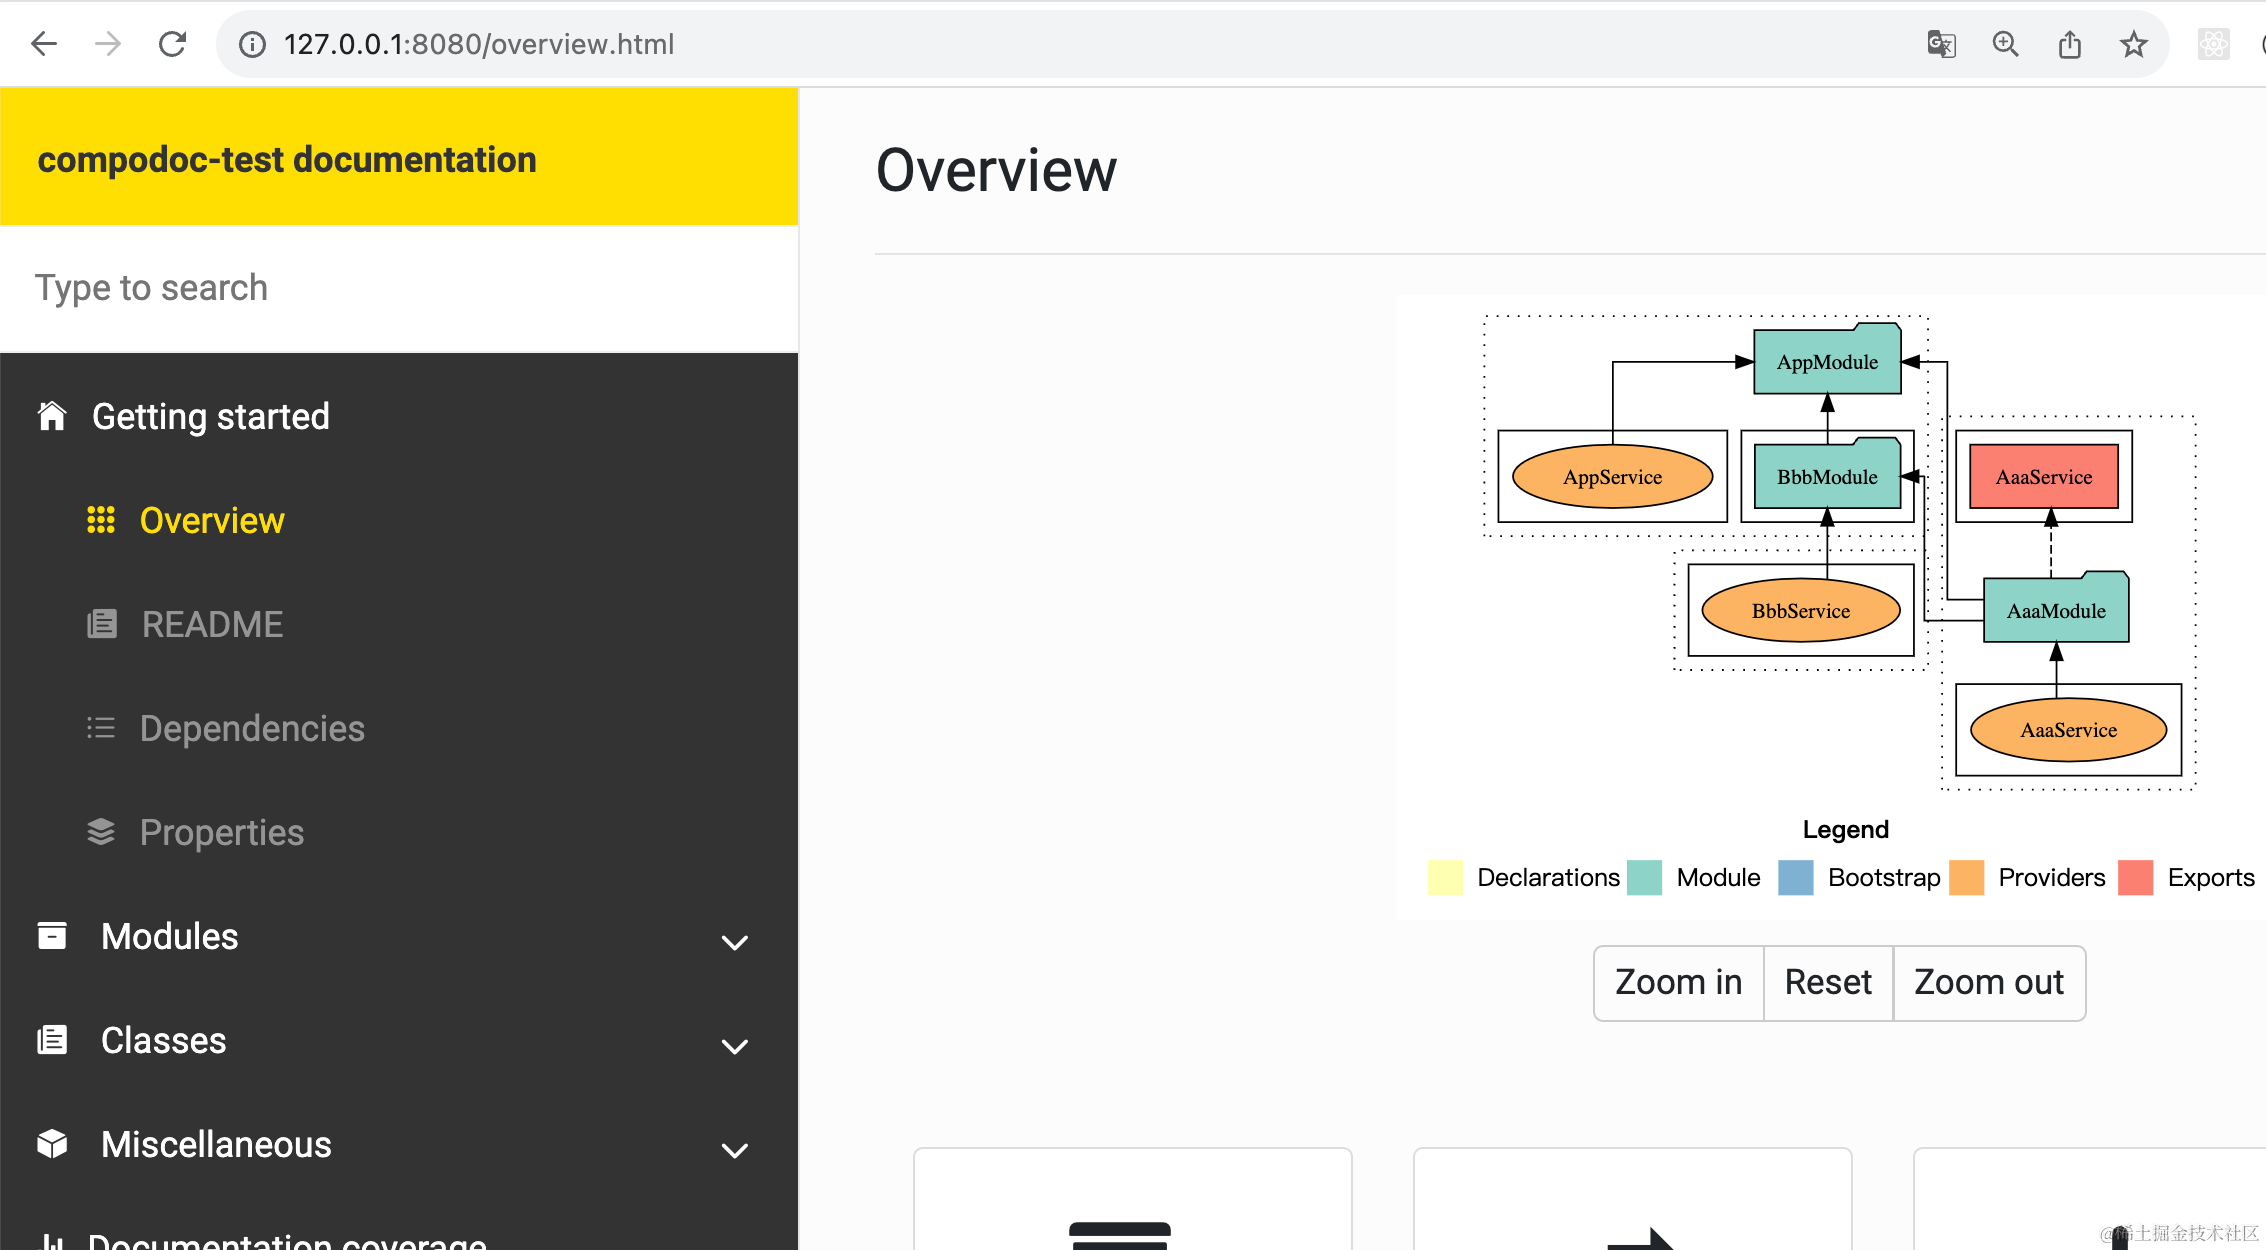 127.0.0.1:8080/overview.html
compodoc-test documentation
Type to search
Getting started
Overview
README
Dependencies
Properties
Modules
Classes
Miscellaneous
Documentation coverage
Overview
AppModule
AppService
BbbModule
AaaService
BbbService
AaaModule
AaaService
Legend
Declarations Module Bootstrap Providers Exports
Zoom in Reset Zoom out
@稀土掘金技术社区